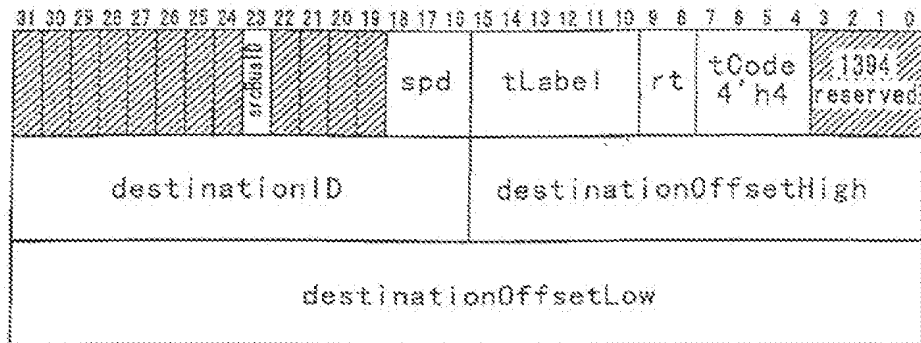 31 30 29 28 27 26 25 24 23 22 21 20 19 18 17 16 15 14 13 12 11 10 9 8 7 6 5 4 3 2 1 0
srcBusID
spd
tLabel
rt
tCode
4'h4
1394
reserved
destinationID
destinationOffsetHigh
destinationOffsetLow